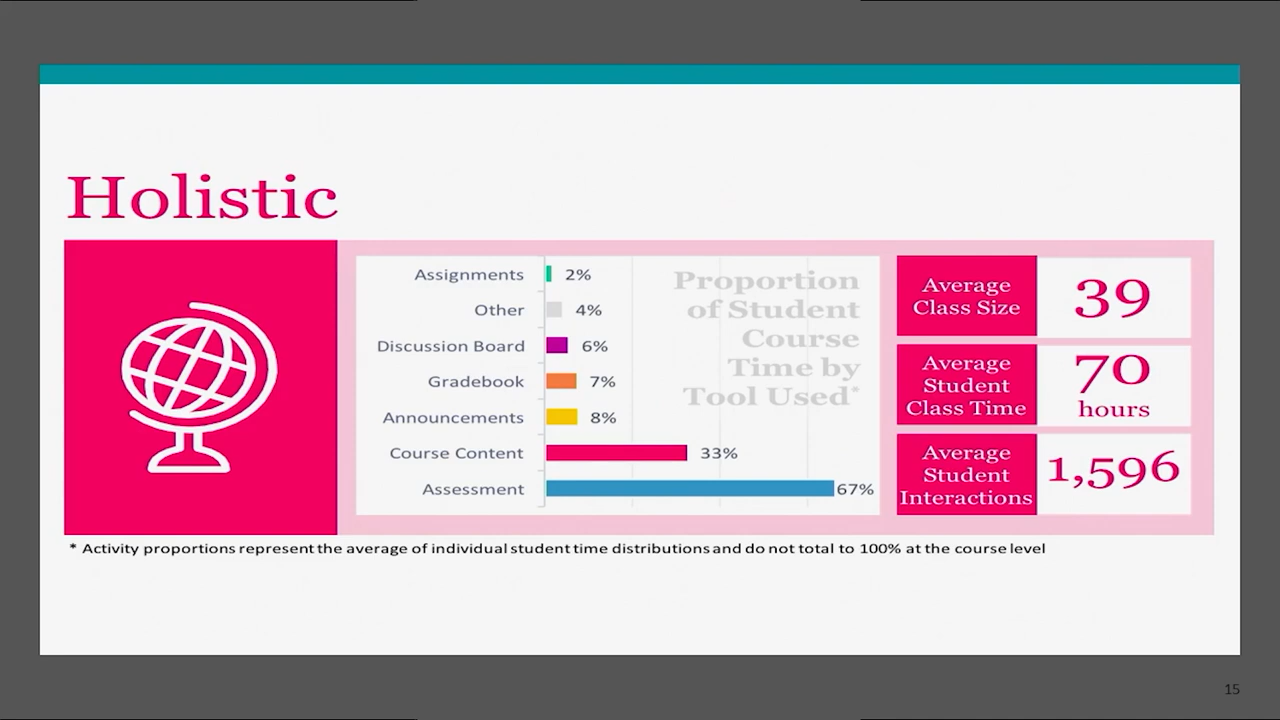 Holistic
Assignments 2%
Other 4%
Discussion Board 6%
Gradebook 7%
Announcements 8%
Course Content 33%
Assessment 67%
Proportion
of Student
Course
Time by
Tool Used*
Average
Class Size
39
Average
Student
Class Time
70
hours
Average
Student
Interactions
1,596
* Activity proportions represent the average of individual student time distributions and do not total to 100% at the course level
15